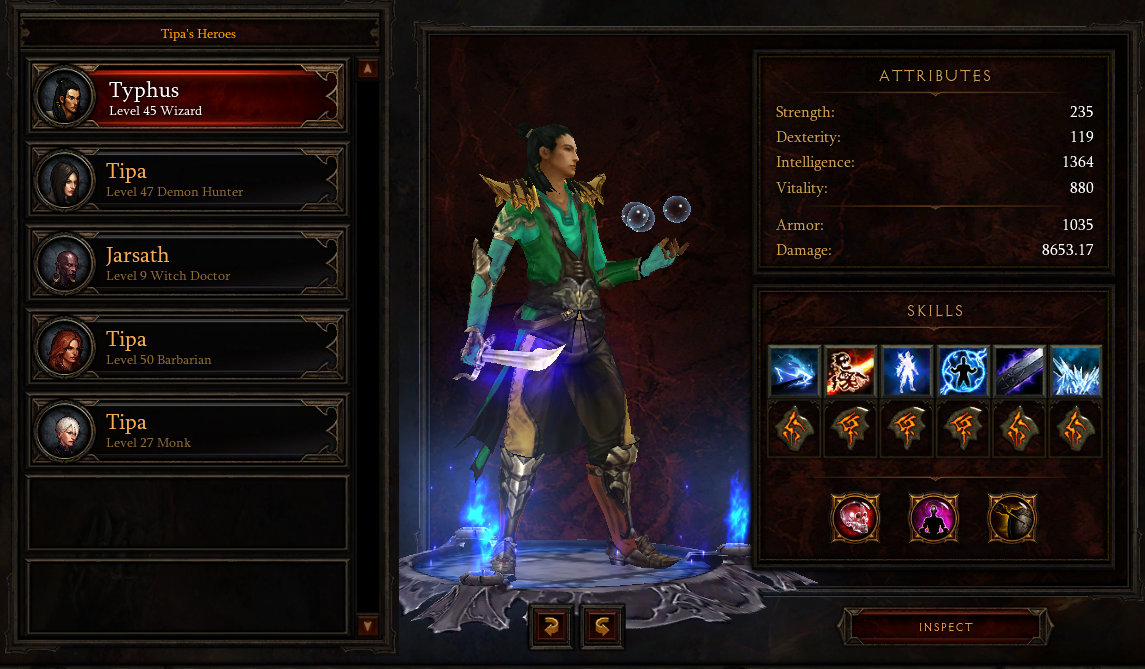 Tipa's Heroes
Typhus
Level 45 Wizard
Tipa
Level 47 Demon Hunter
Jarsath
Level 9 Witch Doctor
Tipa
Level 50 Barbarian
Tipa
Level 27 Monk
ATTRIBUTES
Strength: 235
Dexterity: 119
Intelligence: 1364
Vitality: 880
Armor: 1035
Damage: 8653.17
SKILLS
INSPECT